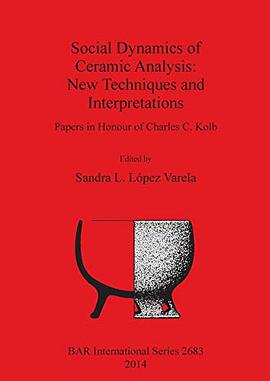 Social Dynamics of
Ceramic Analysis:
New Techniques and
Interpretations
Papers in Honour of Charles C. Kolb
Edited by
Sandra L. López Varela
BAR International Series 2683
2014